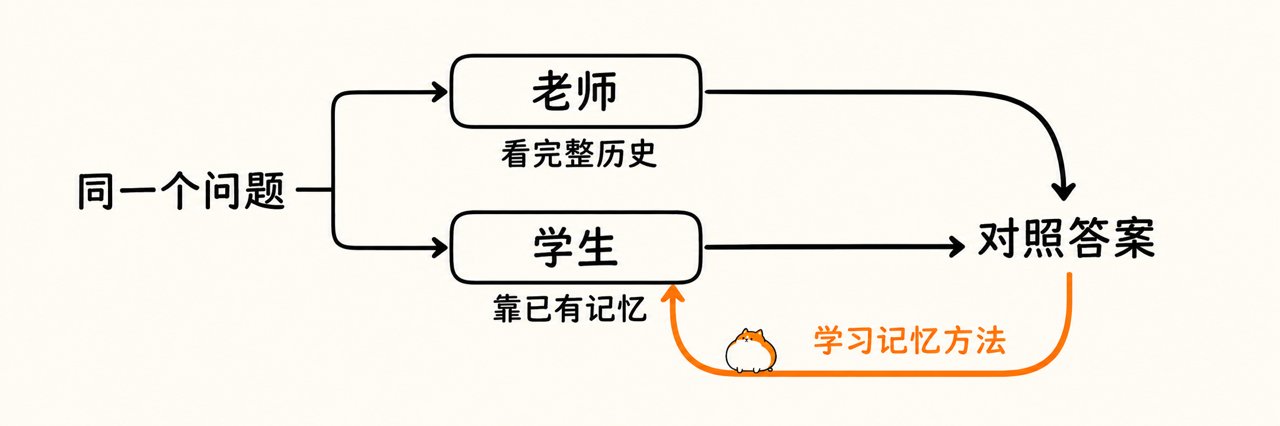 同一个问题
老师
看完整历史
学生
靠已有记忆
对照答案
学习记忆方法